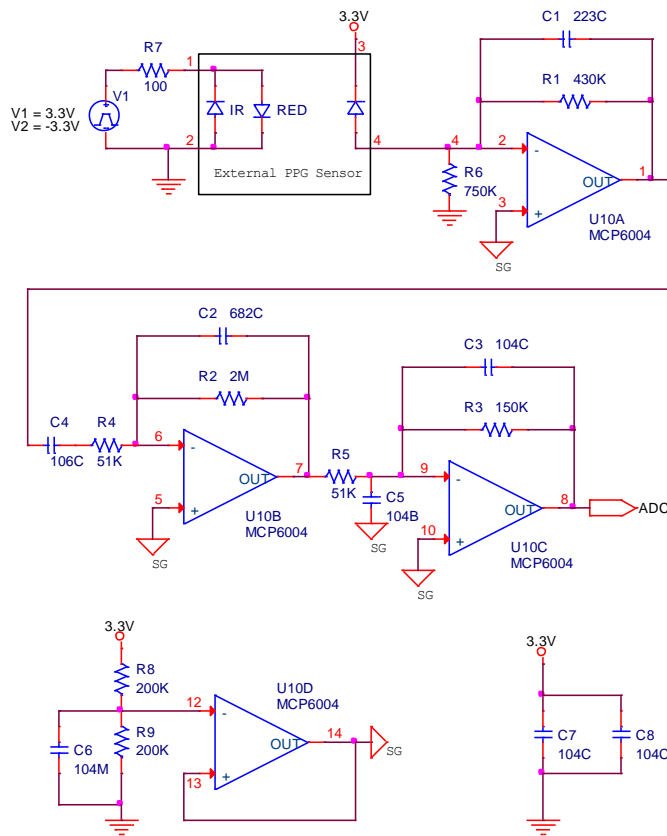 3.3V
C1 223C
R7
100
1
3
V1
V1 = 3.3V
V2 = -3.3V
IR
RED
R1 430K
2
4
4
2
-
External PPG Sensor
R6
750K
OUT
1
3
+
U10A
MCP6004
SG
C2 682C
C3 104C
R2 2M
R3 150K
C4
106C
R4
51K
6
-
OUT
7
R5
51K
9
-
5
+
C5
104B
OUT
8
ADC
U10B
MCP6004
SG
SG
10
+
U10C
MCP6004
SG
3.3V
3.3V
R8
200K
U10D
MCP6004
12
-
R9
200K
OUT
14
SG
C6
104M
13
+
C7
104C
C8
104C